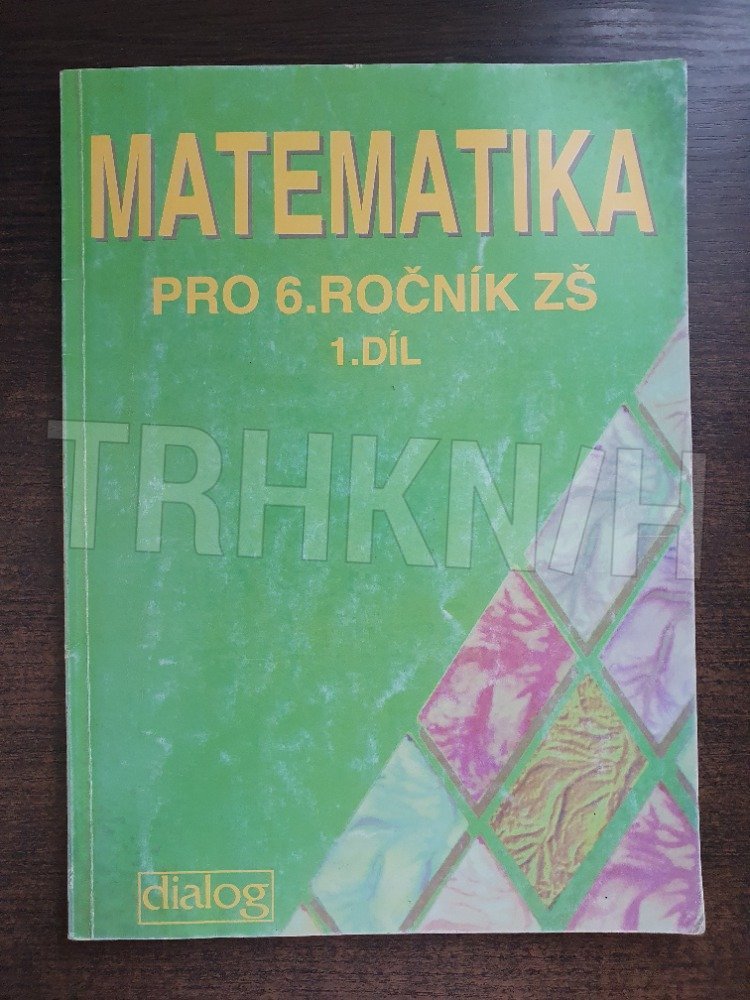 MATEMATIKA
PRO 6.ROČNÍK ZŠ
1.DÍL
TRHKNIH
dialog